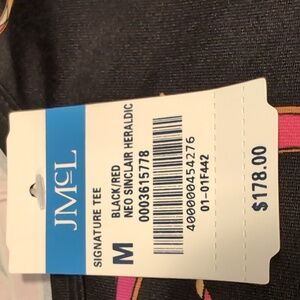 JMcL
SIGNATURE TEE
M
BLACK/RED
NEO SINCLAIR HERALDIC
0003615778
400000454276
01-01F442
$178.00